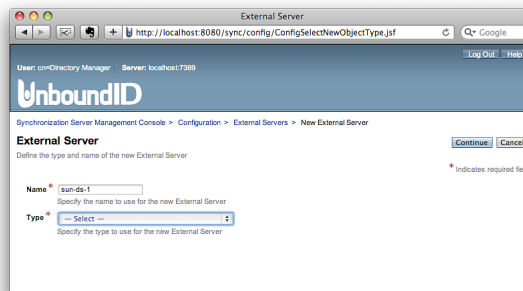 External Server
http://localhost:8080/sync/config/ConfigSelectNewObjectType.jsf
Google
Log Out Help
User: cn=Directory Manager Server: localhost:7389
UnboundID
Synchronization Server Management Console > Configuration > External Servers > New External Server
External Server
Continue Cancel
Define the type and name of the new External Server
* Indicates required fie
Name * sun-ds-1
Specify the name to use for the new External Server
Type * — Select —
Specify the type to use for the new External Server